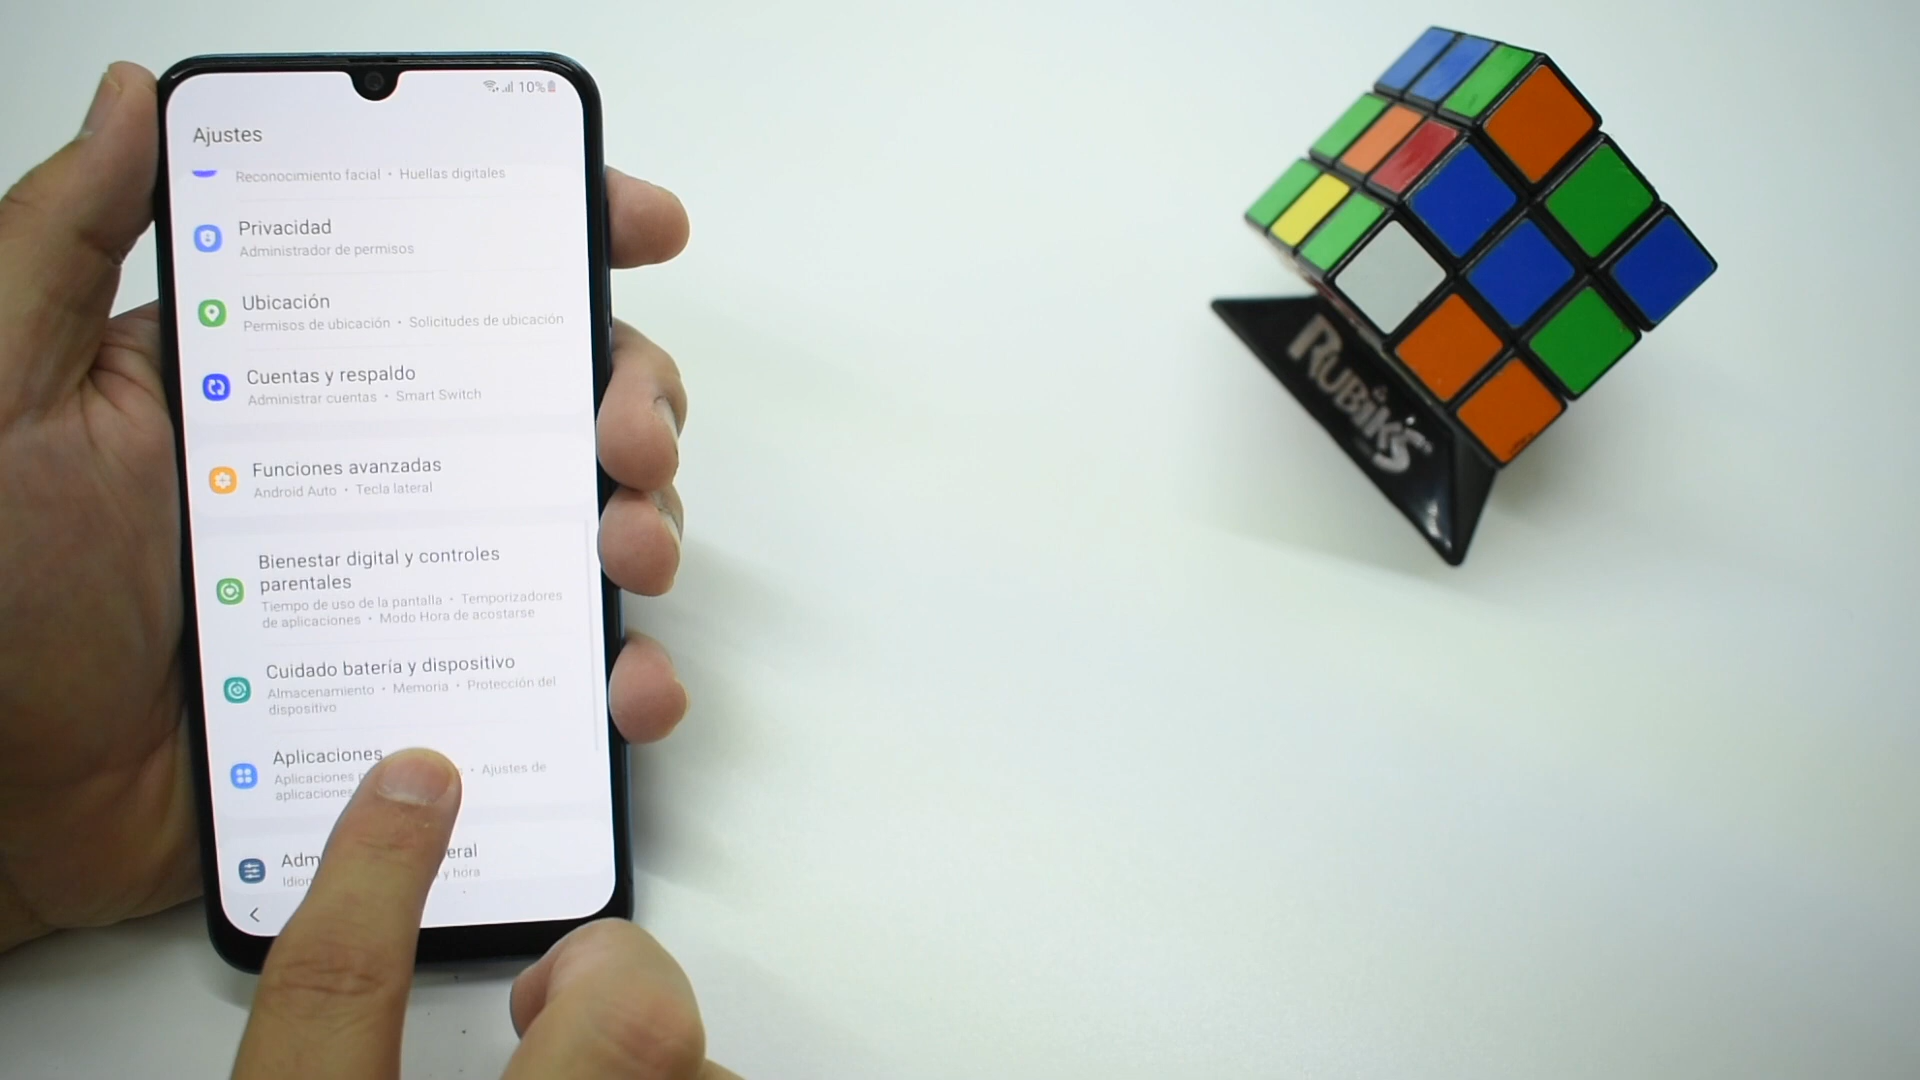 10%
Ajustes
Reconocimiento facial • Huellas digitales
Privacidad
Administrador de permisos
Ubicación
Permisos de ubicación • Solicitudes de ubicación
Cuentas y respaldo
Administrar cuentas • Smart Switch
Funciones avanzadas
Android Auto • Tecla lateral
Bienestar digital y controles
parentales
Tiempo de uso de la pantalla • Temporizadores
de aplicaciones • Modo Hora de acostarse
Cuidado batería y dispositivo
Almacenamiento • Memoria • Protección del
dispositivo
Aplicaciones
Aplicaciones • Ajustes de
aplicaciones
y hora
RUBIK'S